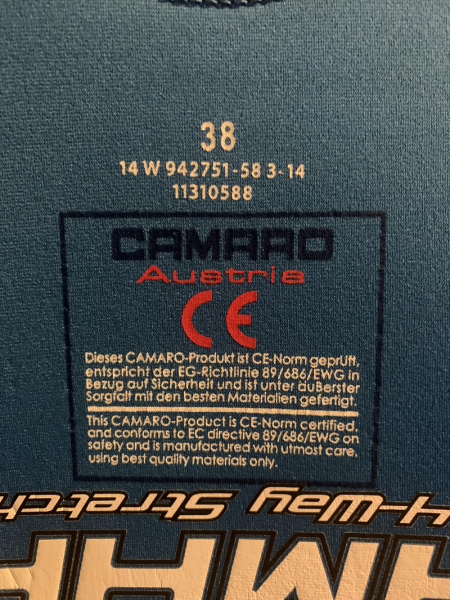 38
14 W 942751-58 3-14
11310588
CAMARO
Austria
CE
Dieses CAMARO-Produkt ist CE-Norm geprüft,
entspricht der EG-Richtlinie 89/686/EWG in
Bezug auf Sicherheit und ist unter äußerster
Sorgfalt mit den besten Materialien gefertigt.
This CAMARO-Product is CE-Norm certified,
and conforms to EC directive 89/686/EWG on
safety and is manufactured with utmost care,
using best quality materials only.
4-Way Stretch